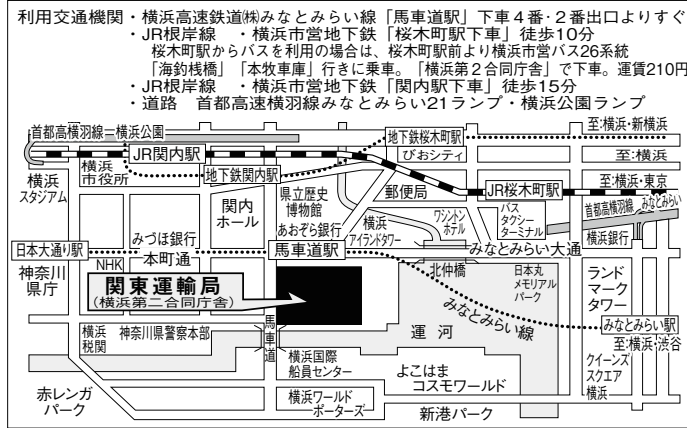 利用交通機関・横浜高速鉄道㈱みなとみらい線「馬車道駅」下車4番・2番出口よりすぐ
・JR根岸線　・横浜市営地下鉄「桜木町駅下車」徒歩10分
桜木町駅からバスを利用の場合は、桜木町駅前より横浜市営バス26系統
「海釣桟橋」「本牧車庫」行きに乗車。「横浜第2合同庁舎」で下車。運賃210円
・JR根岸線　・横浜市営地下鉄「関内駅下車」徒歩15分
・道路　首都高速横羽線みなとみらい21ランプ・横浜公園ランプ
首都高横羽線
横浜公園
地下鉄桜木町駅
至:横浜・新横浜
JR関内駅
ぴおシティ
至:横浜
横浜
市役所
地下鉄関内駅
横浜
スタジアム
県立歴史
博物館
郵便局
JR桜木町駅
至:横浜・東京
関内
ホール
あおぞら銀行
横浜
アイランドタワー
ワシントン
ホテル
バス
タクシー
ターミナル
首都高横羽線
みなとみらい
横浜銀行
みづほ銀行
日本大通り駅
本町通
馬車道駅
みなとみらい大通
神奈川
県庁
NHK
北仲橋
日本丸
メモリアル
パーク
ランド
マーク
タワー
関東運輸局
(横浜第二合同庁舎)
みなとみらい線
みなとみらい駅
横浜
税関
神奈川県警察本部
馬車道
運河
至:横浜・渋谷
横浜国際
船員センター
クイーンズ
スクエア
横浜
よこはま
コスモワールド
赤レンガ
パーク
横浜ワールド
ポーターズ
新港パーク